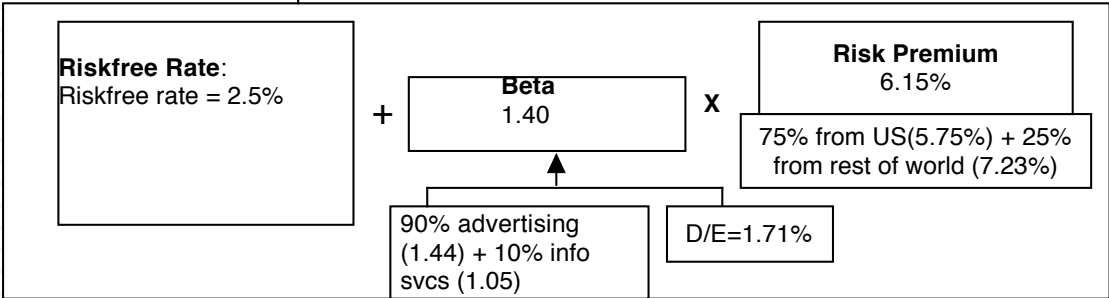 Riskfree Rate:
Riskfree rate = 2.5%
+
Beta
1.40
X
Risk Premium
6.15%
75% from US(5.75%) + 25%
from rest of world (7.23%)
90% advertising
(1.44) + 10% info
svcs (1.05)
D/E=1.71%